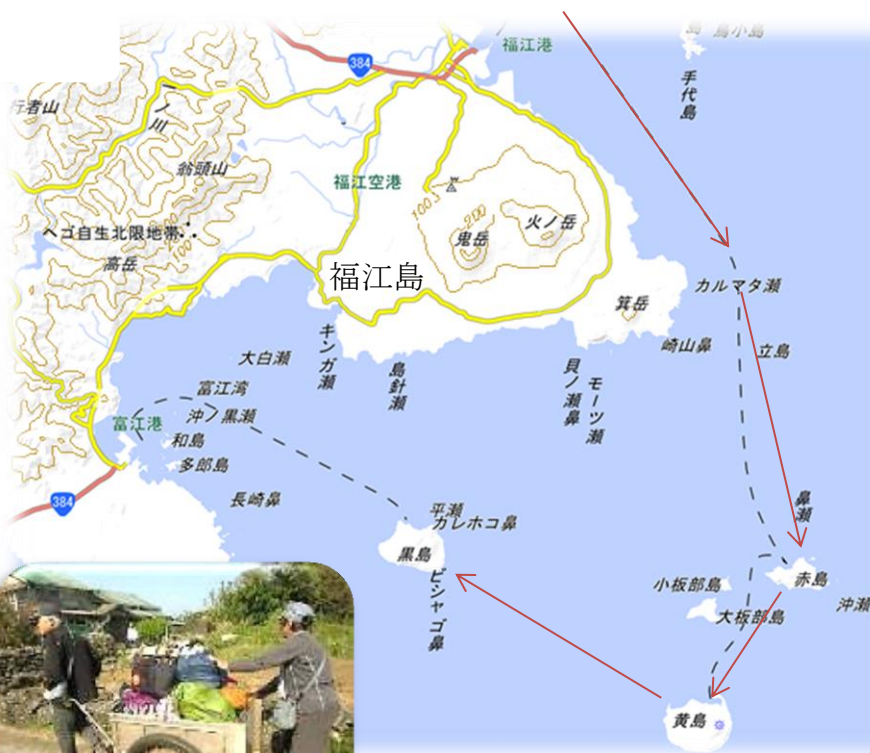 福江港
384
鳥小島
手代島
行者山
一ノ川
翁頭山
福江空港
100
200
鬼岳
火ノ岳
ヘゴ自生北限地帯
100
高岳
福江島
カルマタ瀬
箕岳
崎山鼻
立島
キンガ瀬
大白瀬
島針瀬
貝ノ瀬鼻
モーツ瀬
富江湾
沖ノ黒瀬
富江港
和島
多郎島
長崎鼻
384
平瀬
カレホコ鼻
黒島
ビシャゴ鼻
鼻瀬
赤島
小板部島
大板部島
沖瀬
黄島